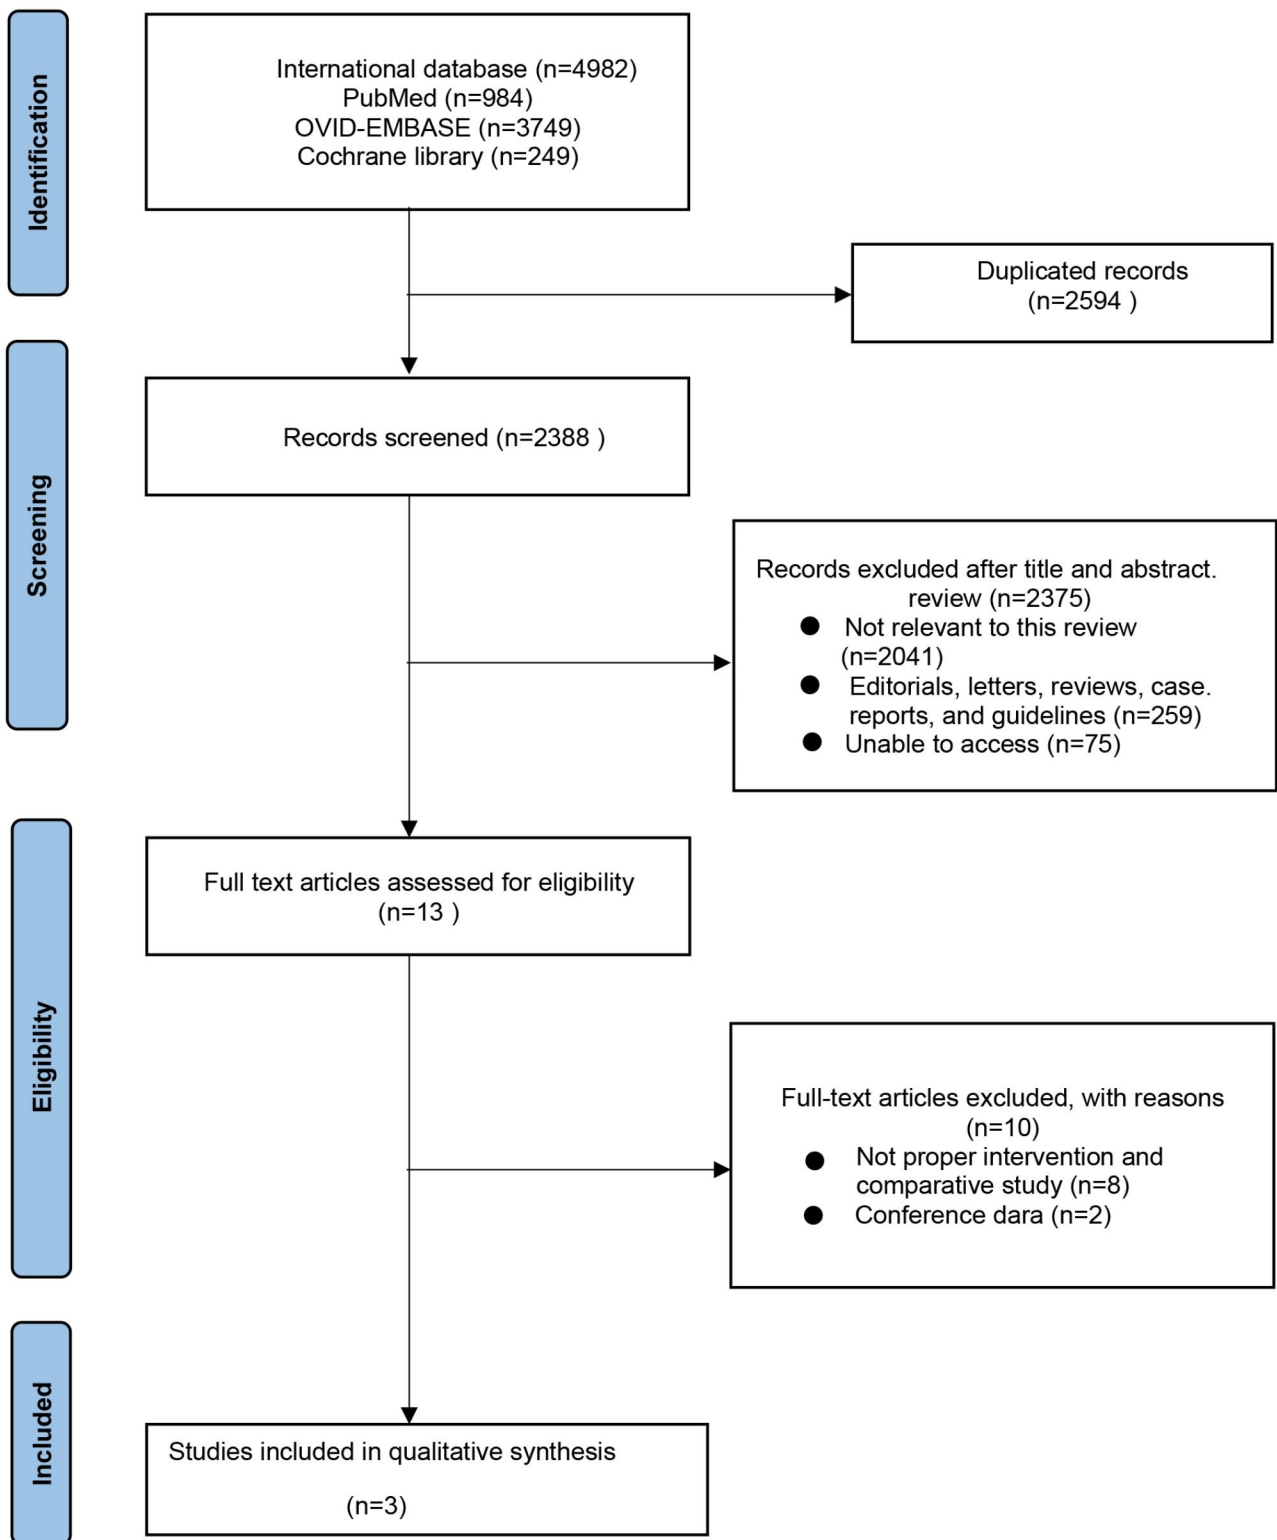 Identification
International database (n=4982)
PubMed (n=984)
OVID-EMBASE (n=3749)
Cochrane library (n=249)
Duplicated records
(n=2594 )
Screening
Records screened (n=2388 )
Records excluded after title and abstract.
review (n=2375)
● Not relevant to this review
(n=2041)
● Editorials, letters, reviews, case.
reports, and guidelines (n=259)
● Unable to access (n=75)
Eligibility
Full text articles assessed for eligibility
(n=13 )
Full-text articles excluded, with reasons
(n=10)
● Not proper intervention and
comparative study (n=8)
● Conference dara (n=2)
Included
Studies included in qualitative synthesis
(n=3)